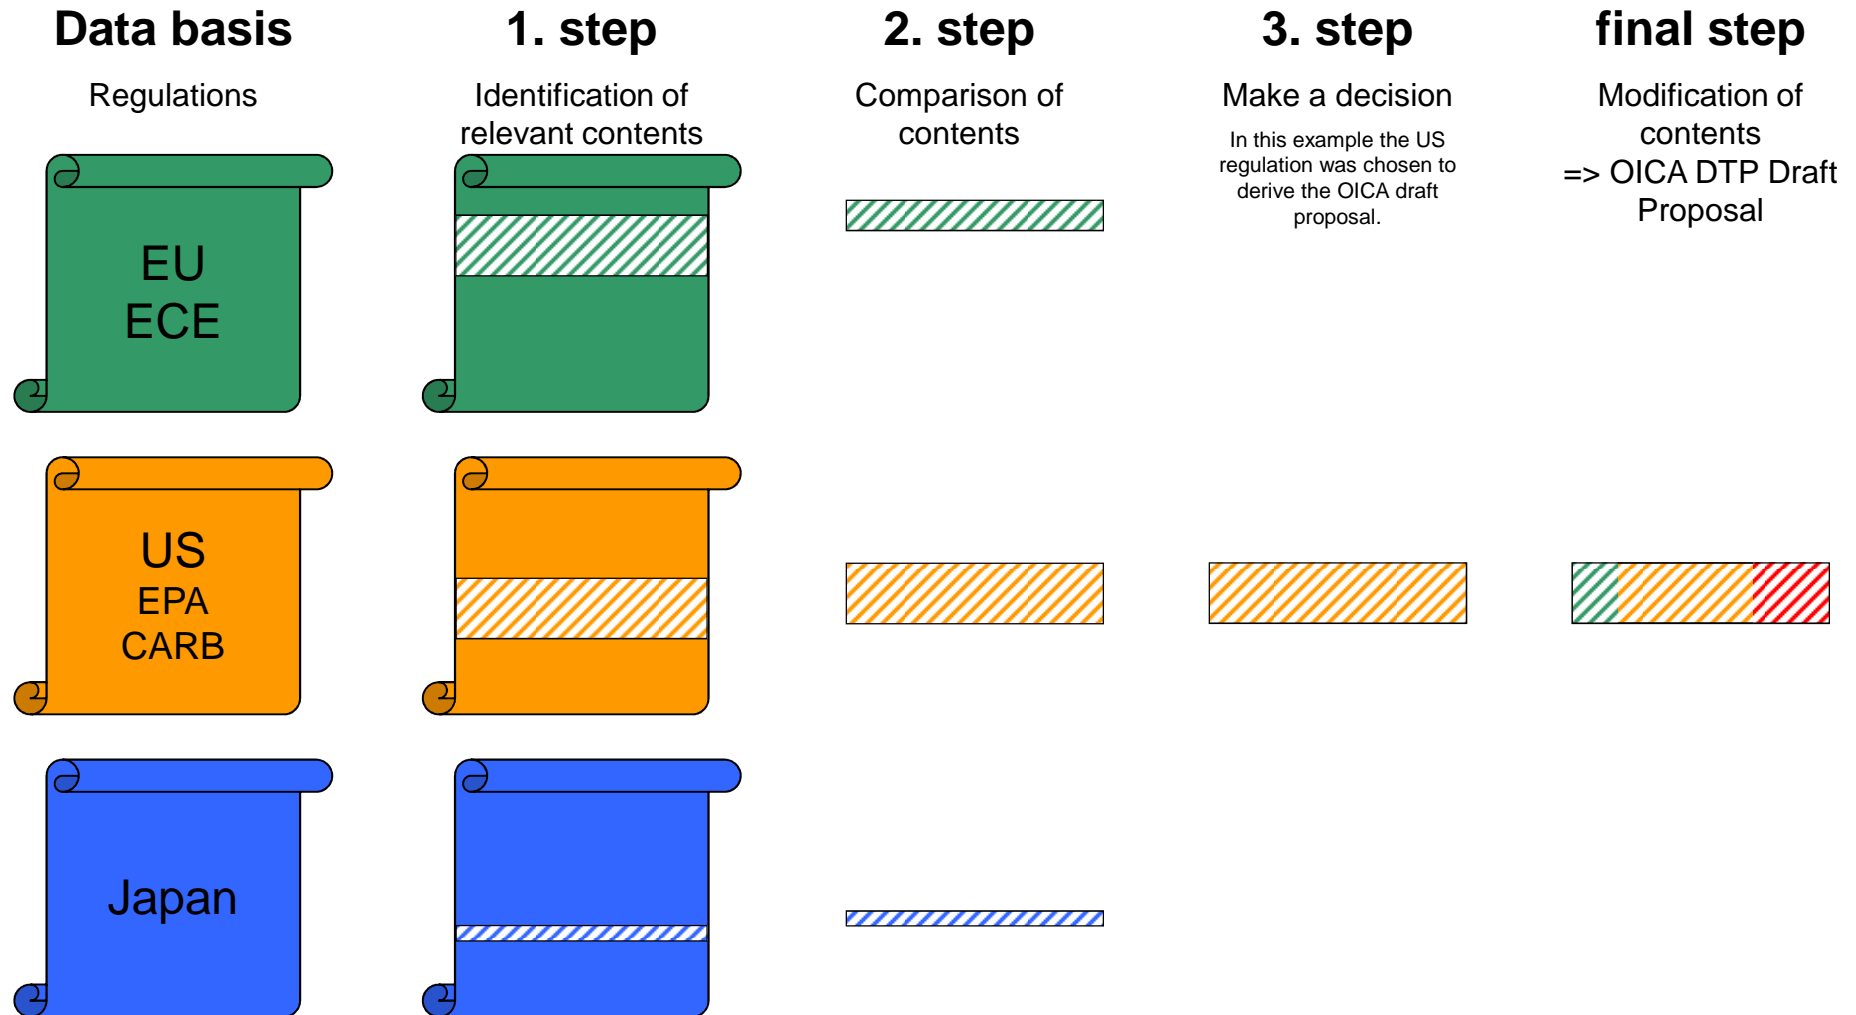 Data basis
Regulations
1. step
Identification of
relevant contents
2. step
Comparison of
contents
3. step
Make a decision
In this example the US
regulation was chosen to
derive the OICA draft
proposal.
final step
Modification of
contents
=> OICA DTP Draft
Proposal
EU
ECE
US
EPA
CARB
Japan